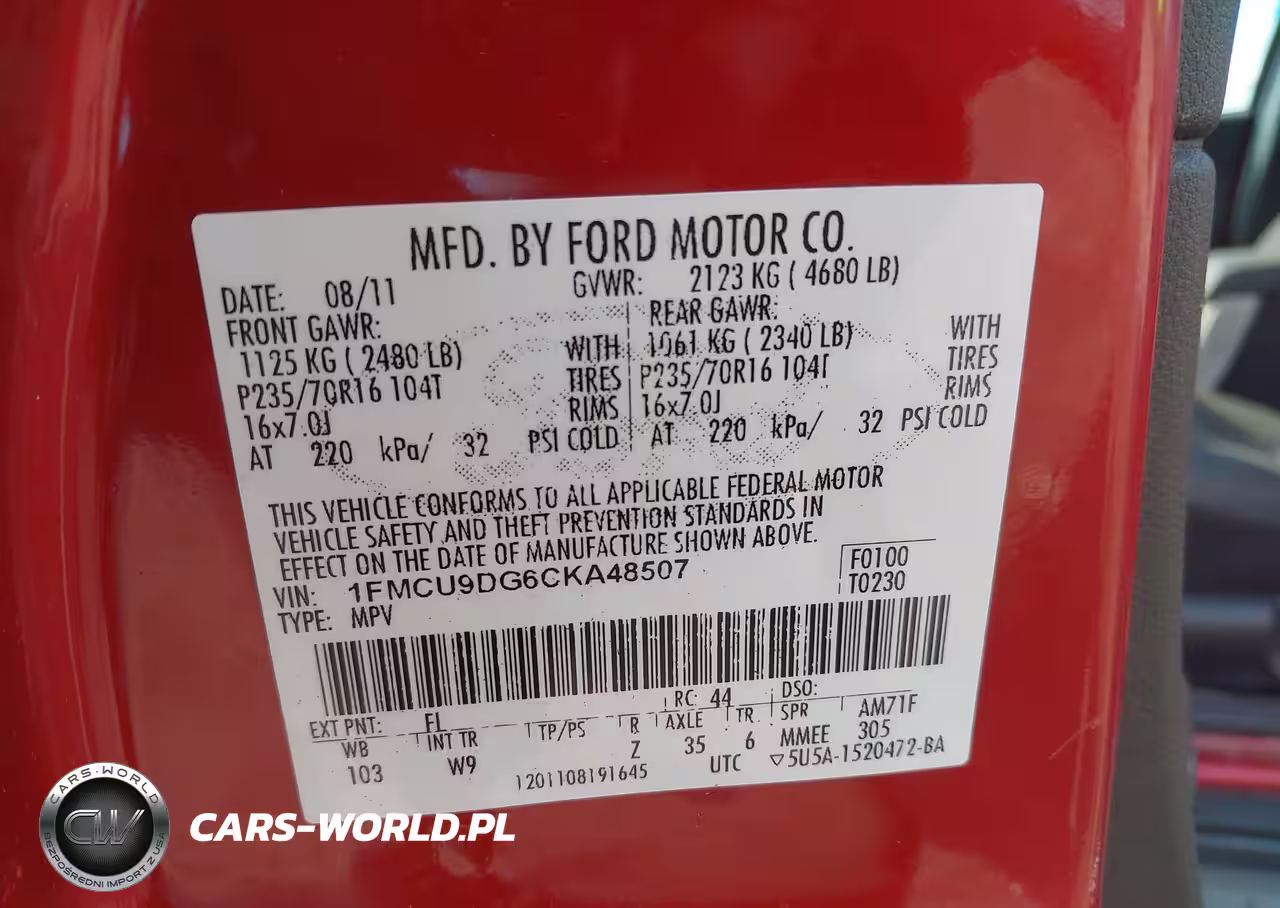 MFD. BY FORD MOTOR CO.
DATE: 08/11 GVWR: 2123 KG ( 4680 LB)
FRONT GAWR: REAR GAWR:
1125 KG ( 2480 LB) WITH 1061 KG ( 2340 LB) WITH
P235/70R16 104T TIRES P235/70R16 104T TIRES
16x7.0J RIMS 16x7.0J RIMS
AT 220 kPa/ 32 PSI COLD AT 220 kPa/ 32 PSI COLD
THIS VEHICLE CONFORMS TO ALL APPLICABLE FEDERAL MOTOR
VEHICLE SAFETY AND THEFT PREVENTION STANDARDS IN
EFFECT ON THE DATE OF MANUFACTURE SHOWN ABOVE.
VIN: 1FMCU9DG6CKA48507 F0100
TYPE: MPV T0230
EXT PNT: FL RC: 44 DSO:
WB INT TR TP/PS R AXLE TR SPR AM71F
103 W9 Z 35 6 MMEE 305
1201108191645 UTC ▽5U5A-1520472-BA
CARS-WORLD
CW
BEZPOŚREDNI IMPORT Z USA
CARS-WORLD.PL